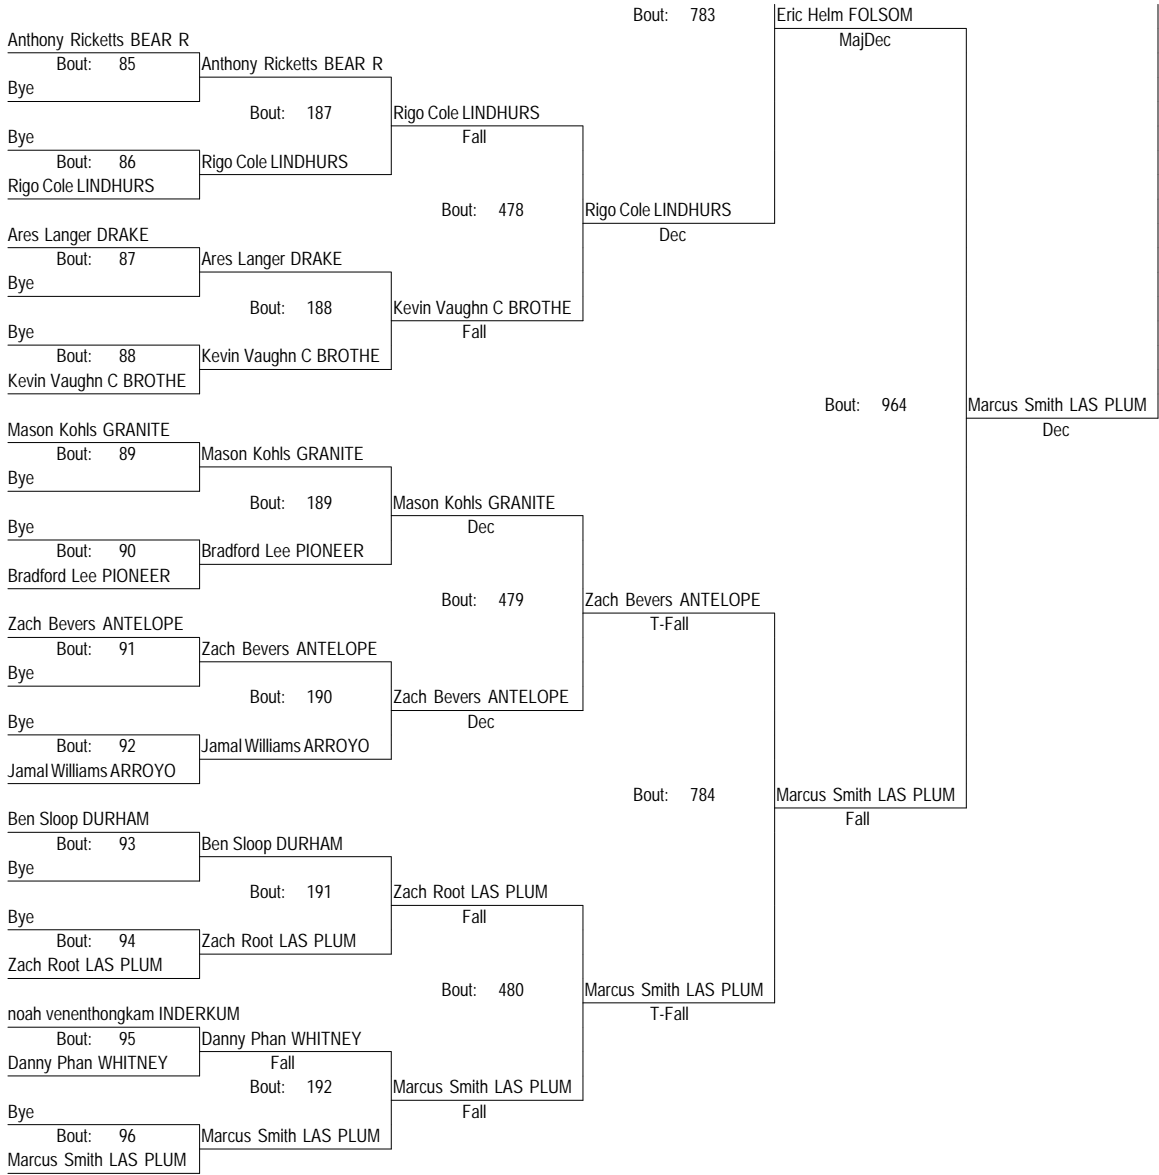 Bout: 783 Eric Helm FOLSOM
Anthony Ricketts BEAR R MajDec
Bout: 85 Anthony Ricketts BEAR R
Bye
Bout: 187 Rigo Cole LINDHURS
Bye Fall
Bout: 86 Rigo Cole LINDHURS
Rigo Cole LINDHURS
Bout: 478 Rigo Cole LINDHURS
Ares Langer DRAKE Dec
Bout: 87 Ares Langer DRAKE
Bye
Bout: 188 Kevin Vaughn C BROTHE
Bye Fall
Bout: 88 Kevin Vaughn C BROTHE
Kevin Vaughn C BROTHE
Bout: 964 Marcus Smith LAS PLUM
Mason Kohls GRANITE Dec
Bout: 89 Mason Kohls GRANITE
Bye
Bout: 189 Mason Kohls GRANITE
Bye Dec
Bout: 90 Bradford Lee PIONEER
Bradford Lee PIONEER
Bout: 479 Zach Bevers ANTELOPE
Zach Bevers ANTELOPE T-Fall
Bout: 91 Zach Bevers ANTELOPE
Bye
Bout: 190 Zach Bevers ANTELOPE
Bye Dec
Bout: 92 Jamal Williams ARROYO
Jamal Williams ARROYO
Bout: 784 Marcus Smith LAS PLUM
Ben Sloop DURHAM Fall
Bout: 93 Ben Sloop DURHAM
Bye
Bout: 191 Zach Root LAS PLUM
Bye Fall
Bout: 94 Zach Root LAS PLUM
Zach Root LAS PLUM
Bout: 480 Marcus Smith LAS PLUM
noah venenthongkam INDERKUM T-Fall
Bout: 95 Danny Phan WHITNEY
Danny Phan WHITNEY Fall
Bout: 192 Marcus Smith LAS PLUM
Bye Fall
Bout: 96 Marcus Smith LAS PLUM
Marcus Smith LAS PLUM